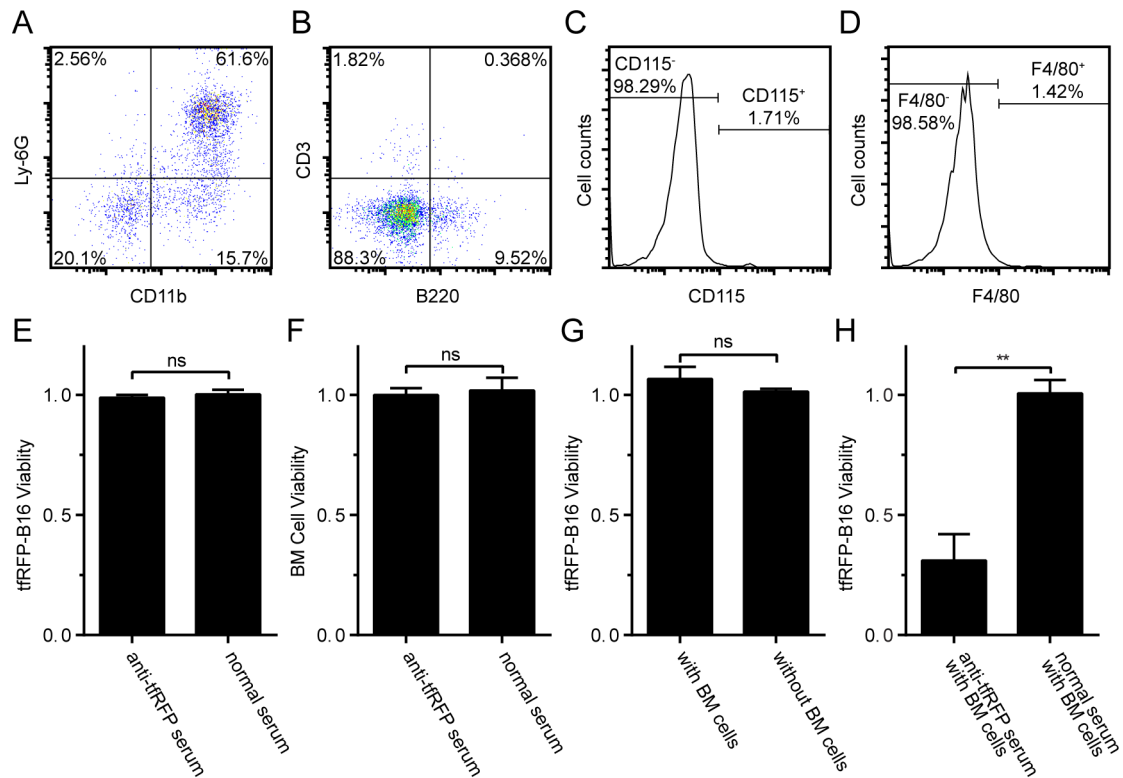 A
2.56%
61.6%
20.1%
15.7%
Ly-6G
CD11b
B
1.82%
0.368%
88.3%
9.52%
CD3
B220
C
CD115-
98.29%
CD115+
1.71%
Cell counts
CD115
D
F4/80+
1.42%
F4/80-
98.58%
Cell counts
F4/80
E
ns
1.0
0.5
0.0
tfRFP-B16 Viability
anti-tfRFP serum
normal serum
F
ns
1.0
0.5
0.0
BM Cell Viability
anti-tfRFP serum
normal serum
G
ns
1.0
0.5
0.0
tfRFP-B16 Viability
with BM cells
without BM cells
H
**
1.0
0.5
0.0
tfRFP-B16 Viability
anti-tfRFP serum
with BM cells
normal serum
with BM cells